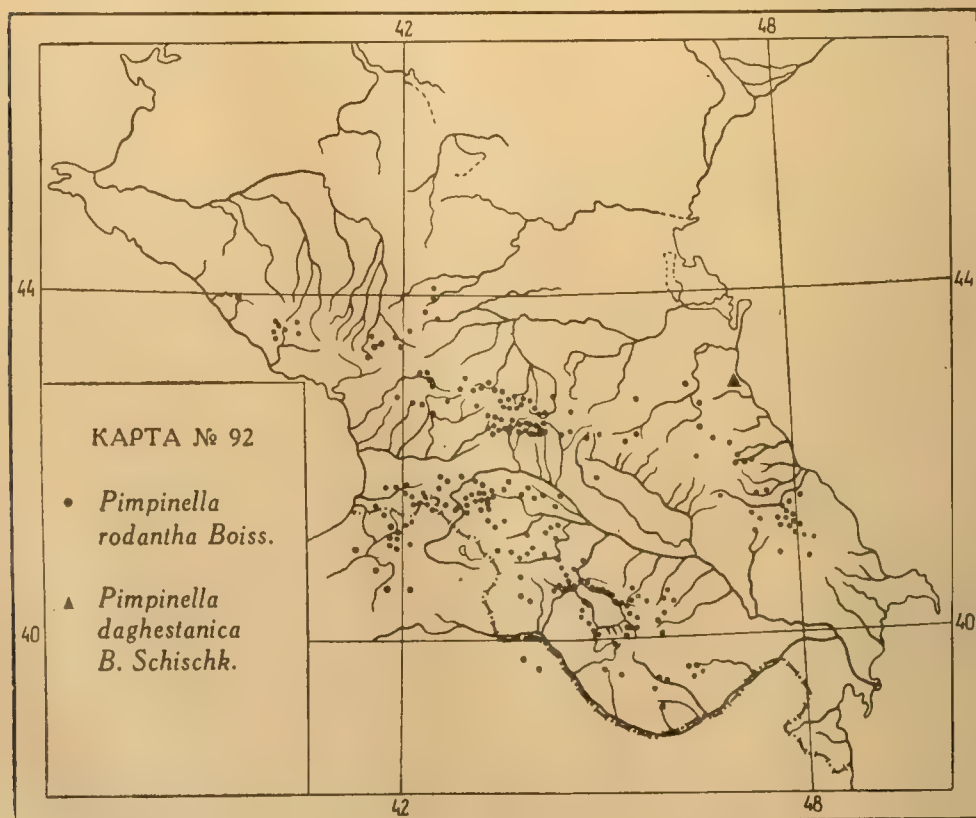 42
48
44
44
КАРТА № 92
Pimpinella
rodantha Boiss.
Pimpinella
daghestanica
B. Schischk.
40
40
42
48